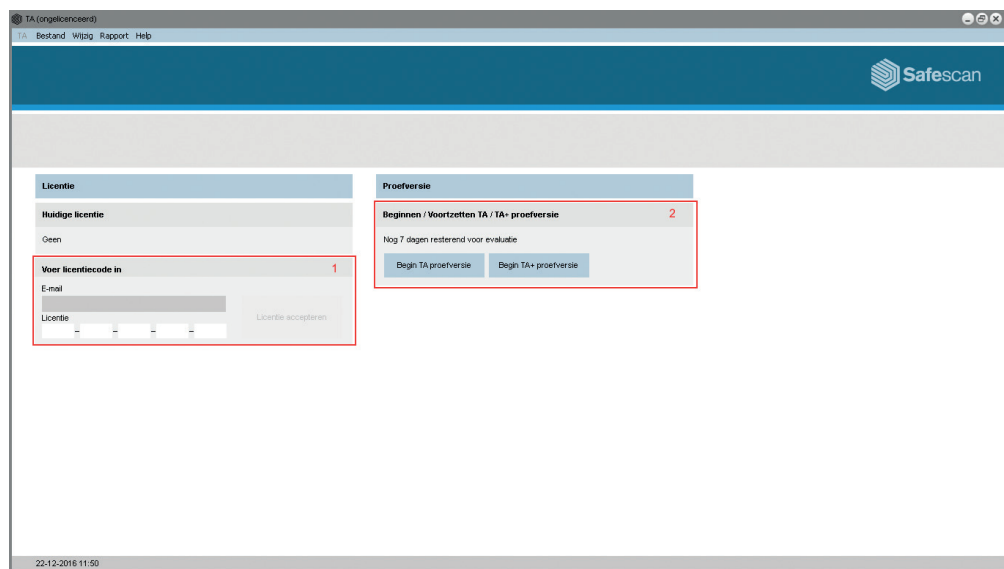 TA (ongelicenceerd)
TA Bestand Wijzig Rapport Help
Safescan
Licentie
Huidige licentie
Geen
Voer licentiecode in 1
E-mail
Licentie
Licentie accepteren
- - - -
Proefversie
Beginnen / Voortzetten TA / TA+ proefversie 2
Nog 7 dagen resterend voor evaluatie
Begin TA proefversie Begin TA+ proefversie
22-12-2016 11:50